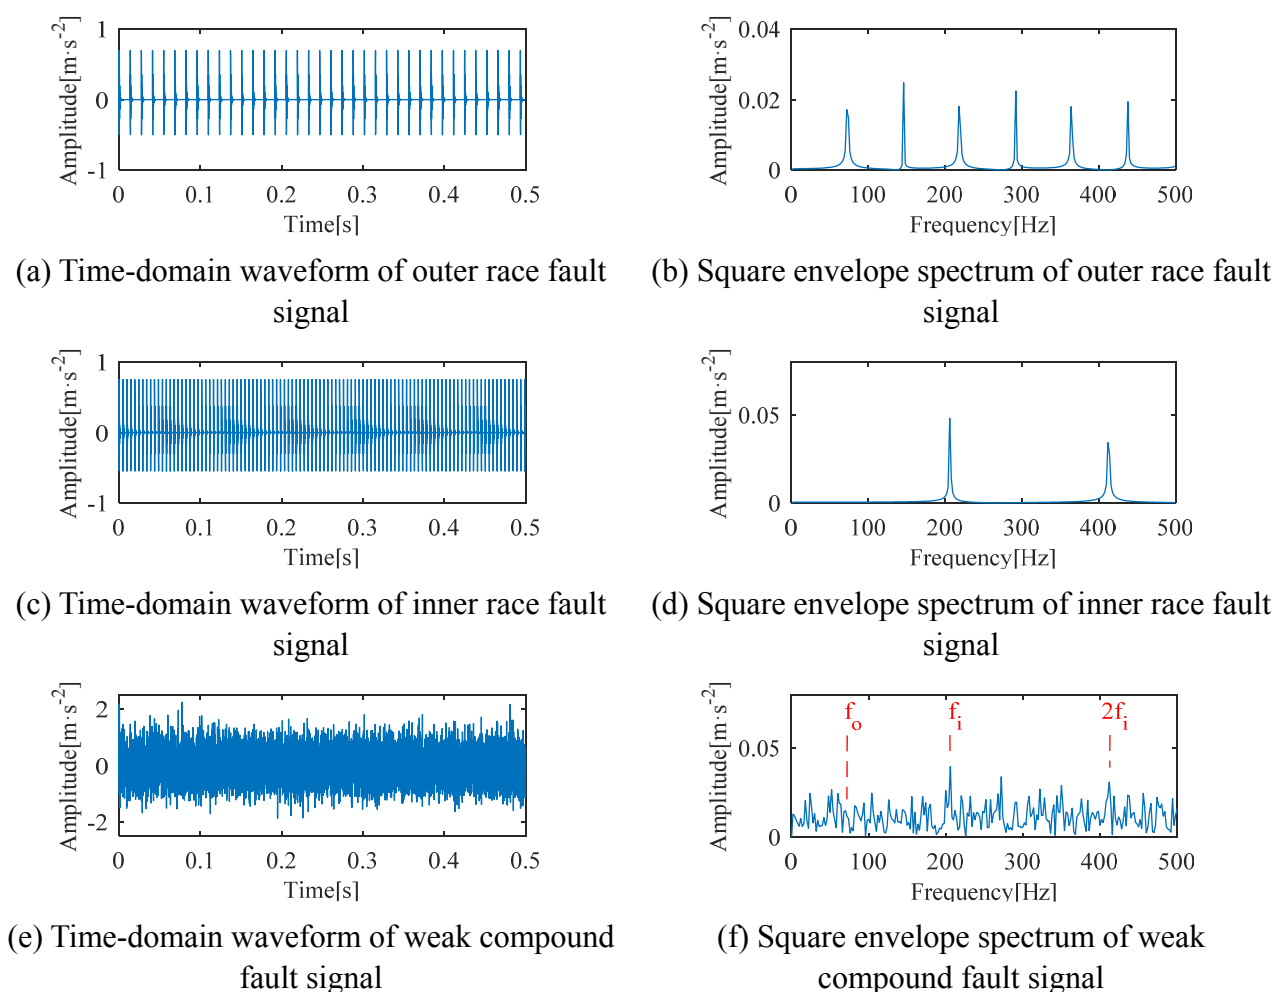 Amplitude[m·s-2]
1
0
-1
0 0.1 0.2 0.3 0.4 0.5
Time[s]
(a) Time-domain waveform of outer race fault
signal
Amplitude[m·s-2]
0.04
0.02
0
0 100 200 300 400 500
Frequency[Hz]
(b) Square envelope spectrum of outer race fault
signal
Amplitude[m·s-2]
1
0
-1
0 0.1 0.2 0.3 0.4 0.5
Time[s]
(c) Time-domain waveform of inner race fault
signal
Amplitude[m·s-2]
0.05
0
0 100 200 300 400 500
Frequency[Hz]
(d) Square envelope spectrum of inner race fault
signal
Amplitude[m·s-2]
2
0
-2
0 0.1 0.2 0.3 0.4 0.5
Time[s]
(e) Time-domain waveform of weak compound
fault signal
Amplitude[m·s-2]
0.05
0
fo fi 2fi
0 100 200 300 400 500
Frequency[Hz]
(f) Square envelope spectrum of weak
compound fault signal